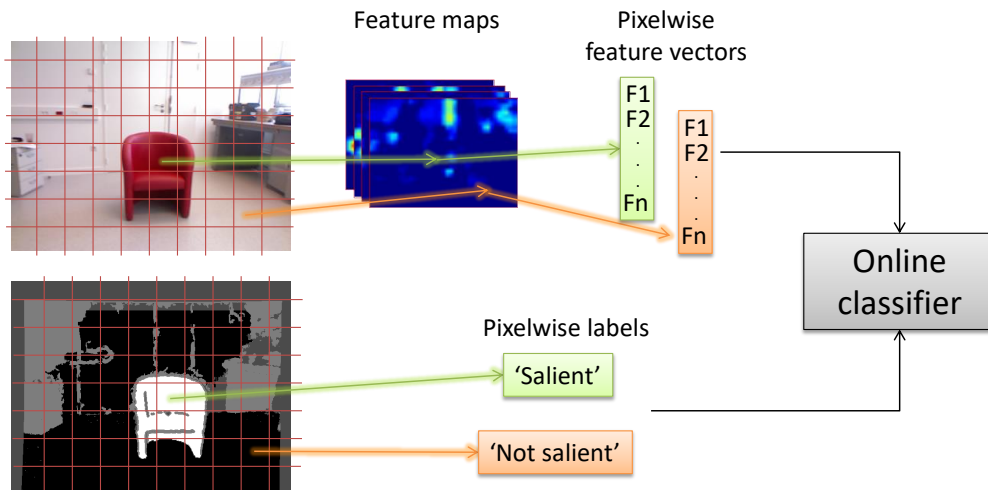 Feature maps
Pixelwise
feature vectors
F1
F2
.
.
.
Fn
F1
F2
.
.
.
.
Fn
Online
classifier
Pixelwise labels
‘Salient’
‘Not salient’